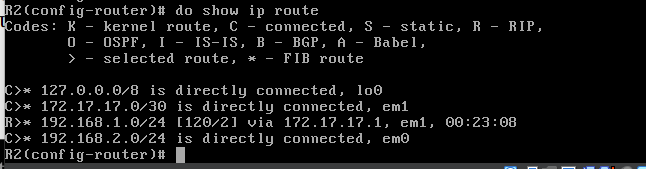 R2(config-router)# do show ip route
Codes: K - kernel route, C - connected, S - static, R - RIP,
       O - OSPF, I - IS-IS, B - BGP, A - Babel,
       > - selected route, * - FIB route

C>* 127.0.0.0/8 is directly connected, lo0
C>* 172.17.17.0/30 is directly connected, em1
R>* 192.168.1.0/24 [120/2] via 172.17.17.1, em1, 00:23:08
C>* 192.168.2.0/24 is directly connected, em0
R2(config-router)#